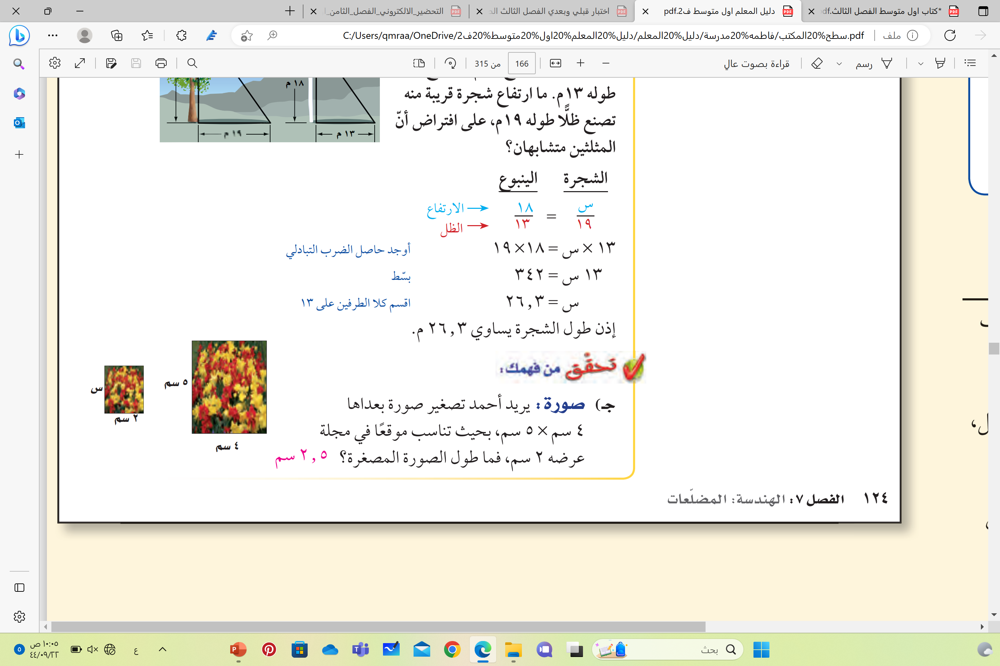 *كتاب اول متوسط الفصل الثالث.pdf
دليل المعلم اول متوسط ف2.pdf
اختبار قبلي وبعدي الفصل الثالث
التحضير_الالكتروني_الفصل_الثامن_
ملف
C:/Users/qmraa/OneDrive/سطح%20المكتب/فاطمه%20مدرسة/دليل%20المعلم/دليل%20المعلم%20اول%20متوسط%20ف2.pdf
رسم
قراءة بصوت عالٍ
166
من 315
١٨ م
طوله ١٣م. ما ارتفاع شجرة قريبة منه
تصنع ظلًّا طوله ١٩م، على افتراض أنّ
المثلثين متشابهان؟
١٣ م
١٩ م
الشجرة الينبوع
س/١٩ = ١٨/١٣
الارتفاع
الظل
١٣ × س = ١٨ × ١٩ أوجد حاصل الضرب التبادلي
١٣ س = ٣٤٢ بسّط
س = ٢٦,٣ اقسم كلا الطرفين على ١٣
إذن طول الشجرة يساوي ٢٦,٣ م.
تحقق من فهمك:
جـ) صورة: يريد أحمد تصغير صورة بعداها
٤ سم × ٥ سم، بحيث تناسب موقعًا في مجلة
عرضه ٢ سم، فما طول الصورة المصغرة؟ ٢,٥ سم
٥ سم
٤ سم
س
٢ سم
١٢٤ الفصل ٧: الهندسة: المضلّعات
ل،
بحث
ع
١٠:٠٥ ص
٤٤/٠٩/٢٢
٥